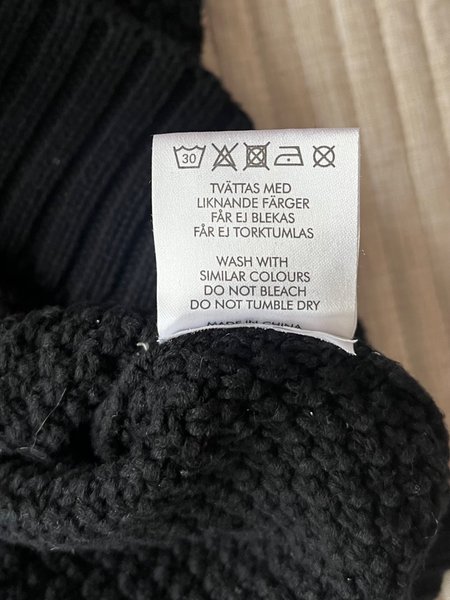 30
TVÄTTAS MED
LIKNANDE FÄRGER
FÅR EJ BLEKAS
FÅR EJ TORKTUMLAS
WASH WITH
SIMILAR COLOURS
DO NOT BLEACH
DO NOT TUMBLE DRY
MADE IN CHINA